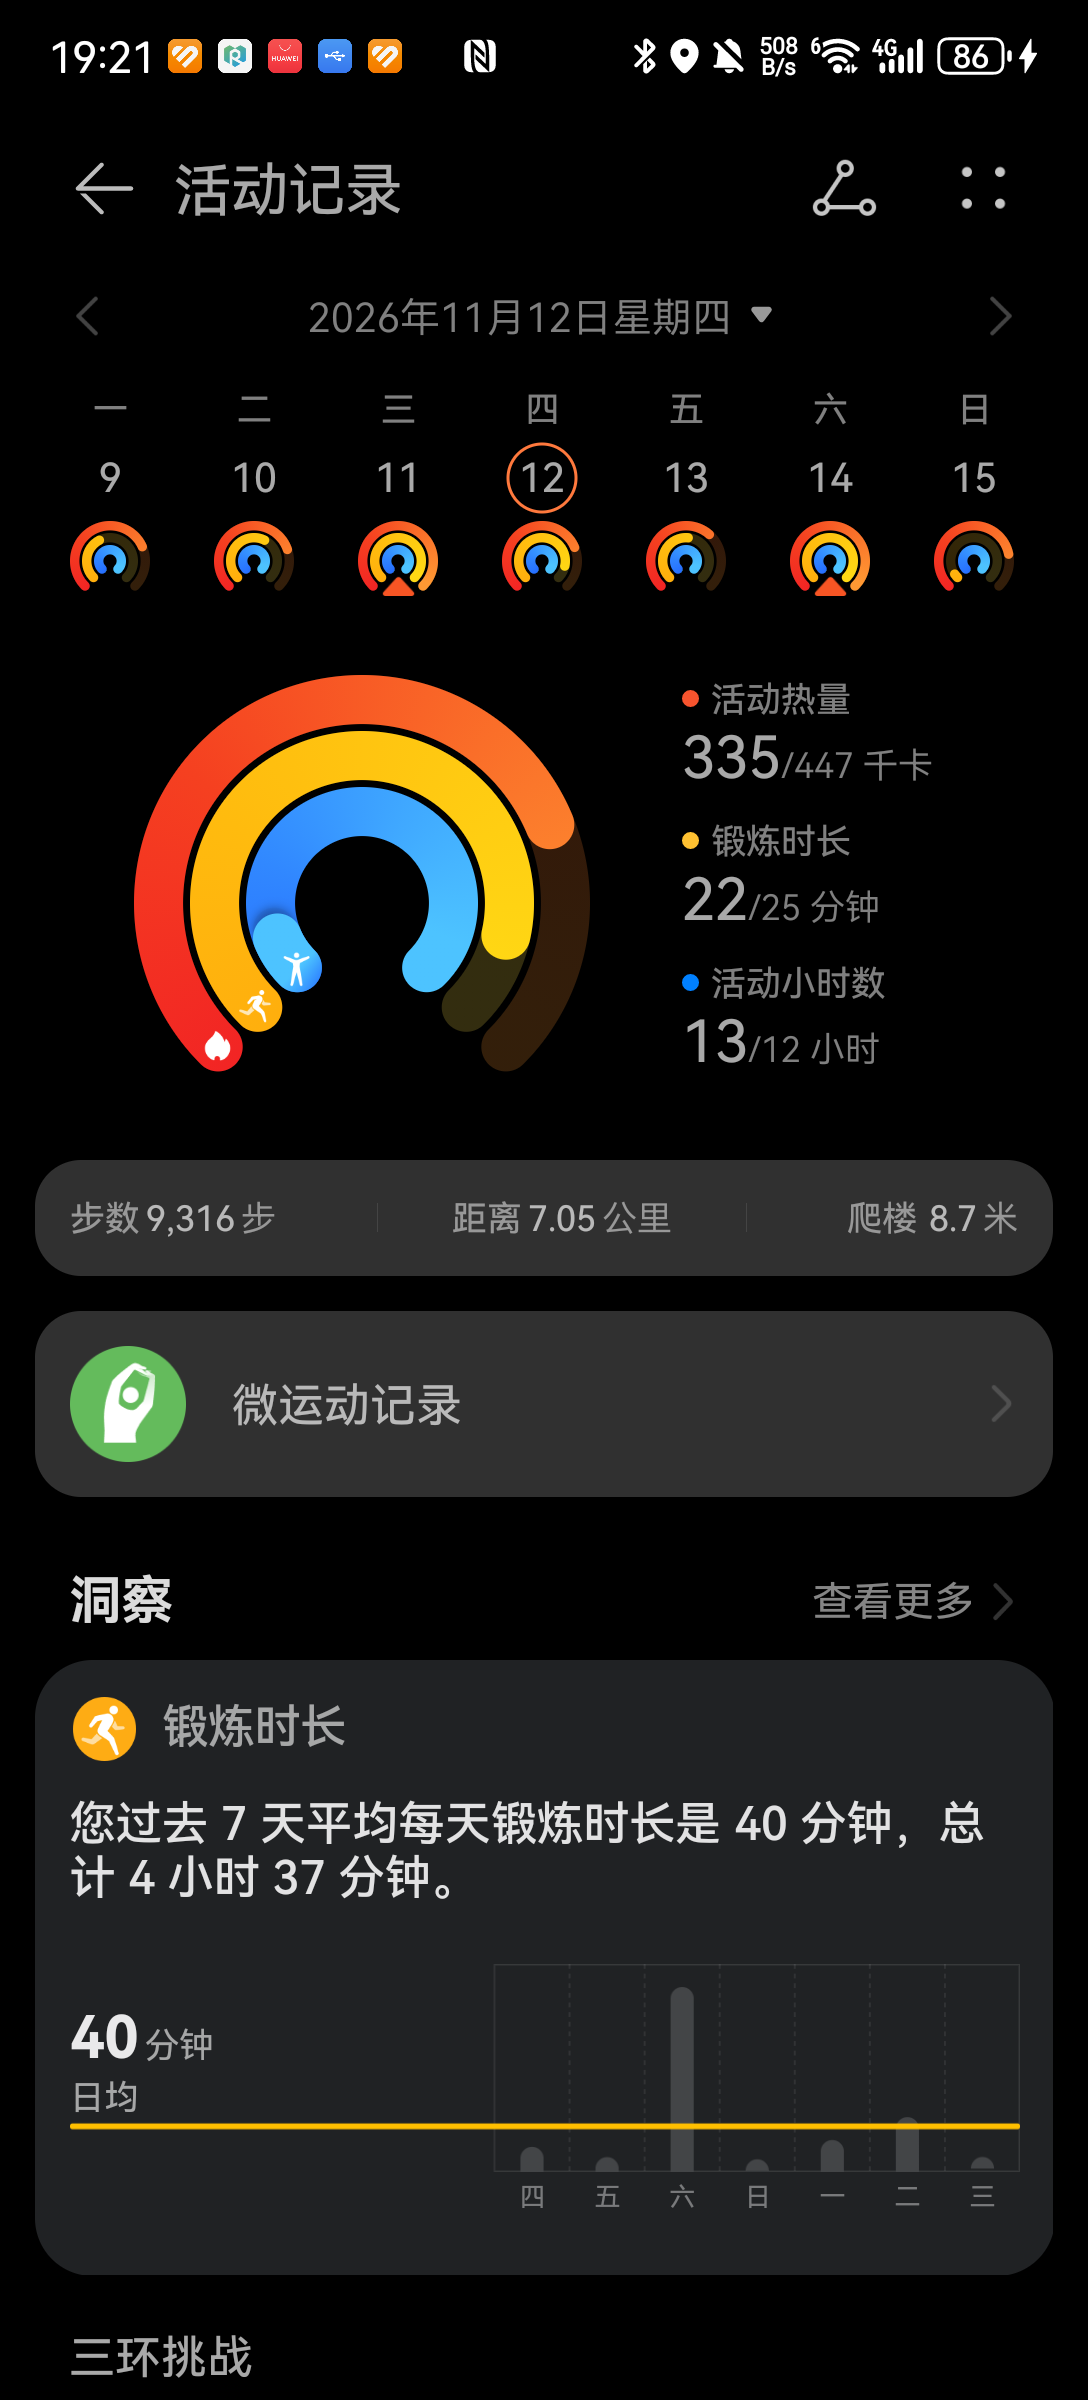 19:21
HUAWEI
508 B/s
6
4G
86
活动记录
2026年11月12日星期四
一 二 三 四 五 六 日
9 10 11 12 13 14 15
活动热量
335/447 千卡
锻炼时长
22/25 分钟
活动小时数
13/12 小时
步数 9,316 步 距离 7.05 公里 爬楼 8.7 米
微运动记录
洞察 查看更多
锻炼时长
您过去 7 天平均每天锻炼时长是 40 分钟，总
计 4 小时 37 分钟。
40 分钟
日均
四 五 六 日 一 二 三
三环挑战